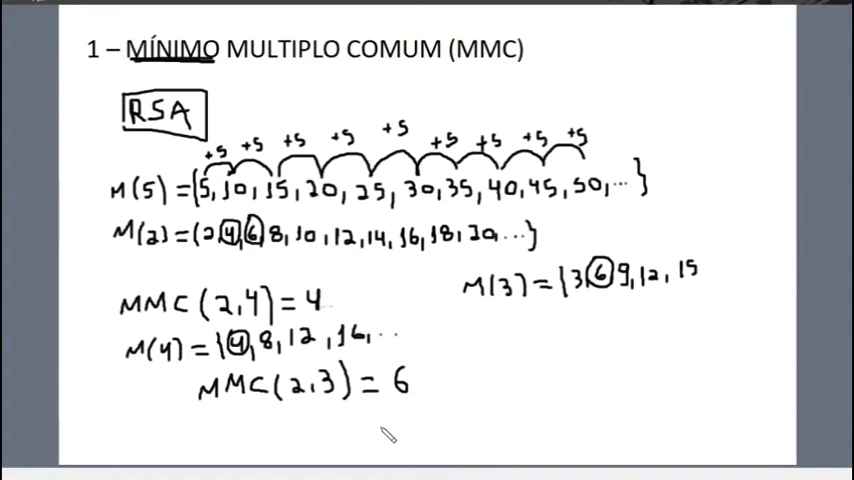 1 – MÍNIMO MULTIPLO COMUM (MMC)
RSA
+5 +5 +5 +5 +5 +5 +5 +5 +5
M(5) = {5, 10, 15, 20, 25, 30, 35, 40, 45, 50, ... }
M(2) = {2, 4, 6, 8, 10, 12, 14, 16, 18, 20, ... }
M(3) = {3, 6, 9, 12, 15
MMC (2,4) = 4
M(4) = {4, 8, 12, 16, ...
MMC (2,3) = 6